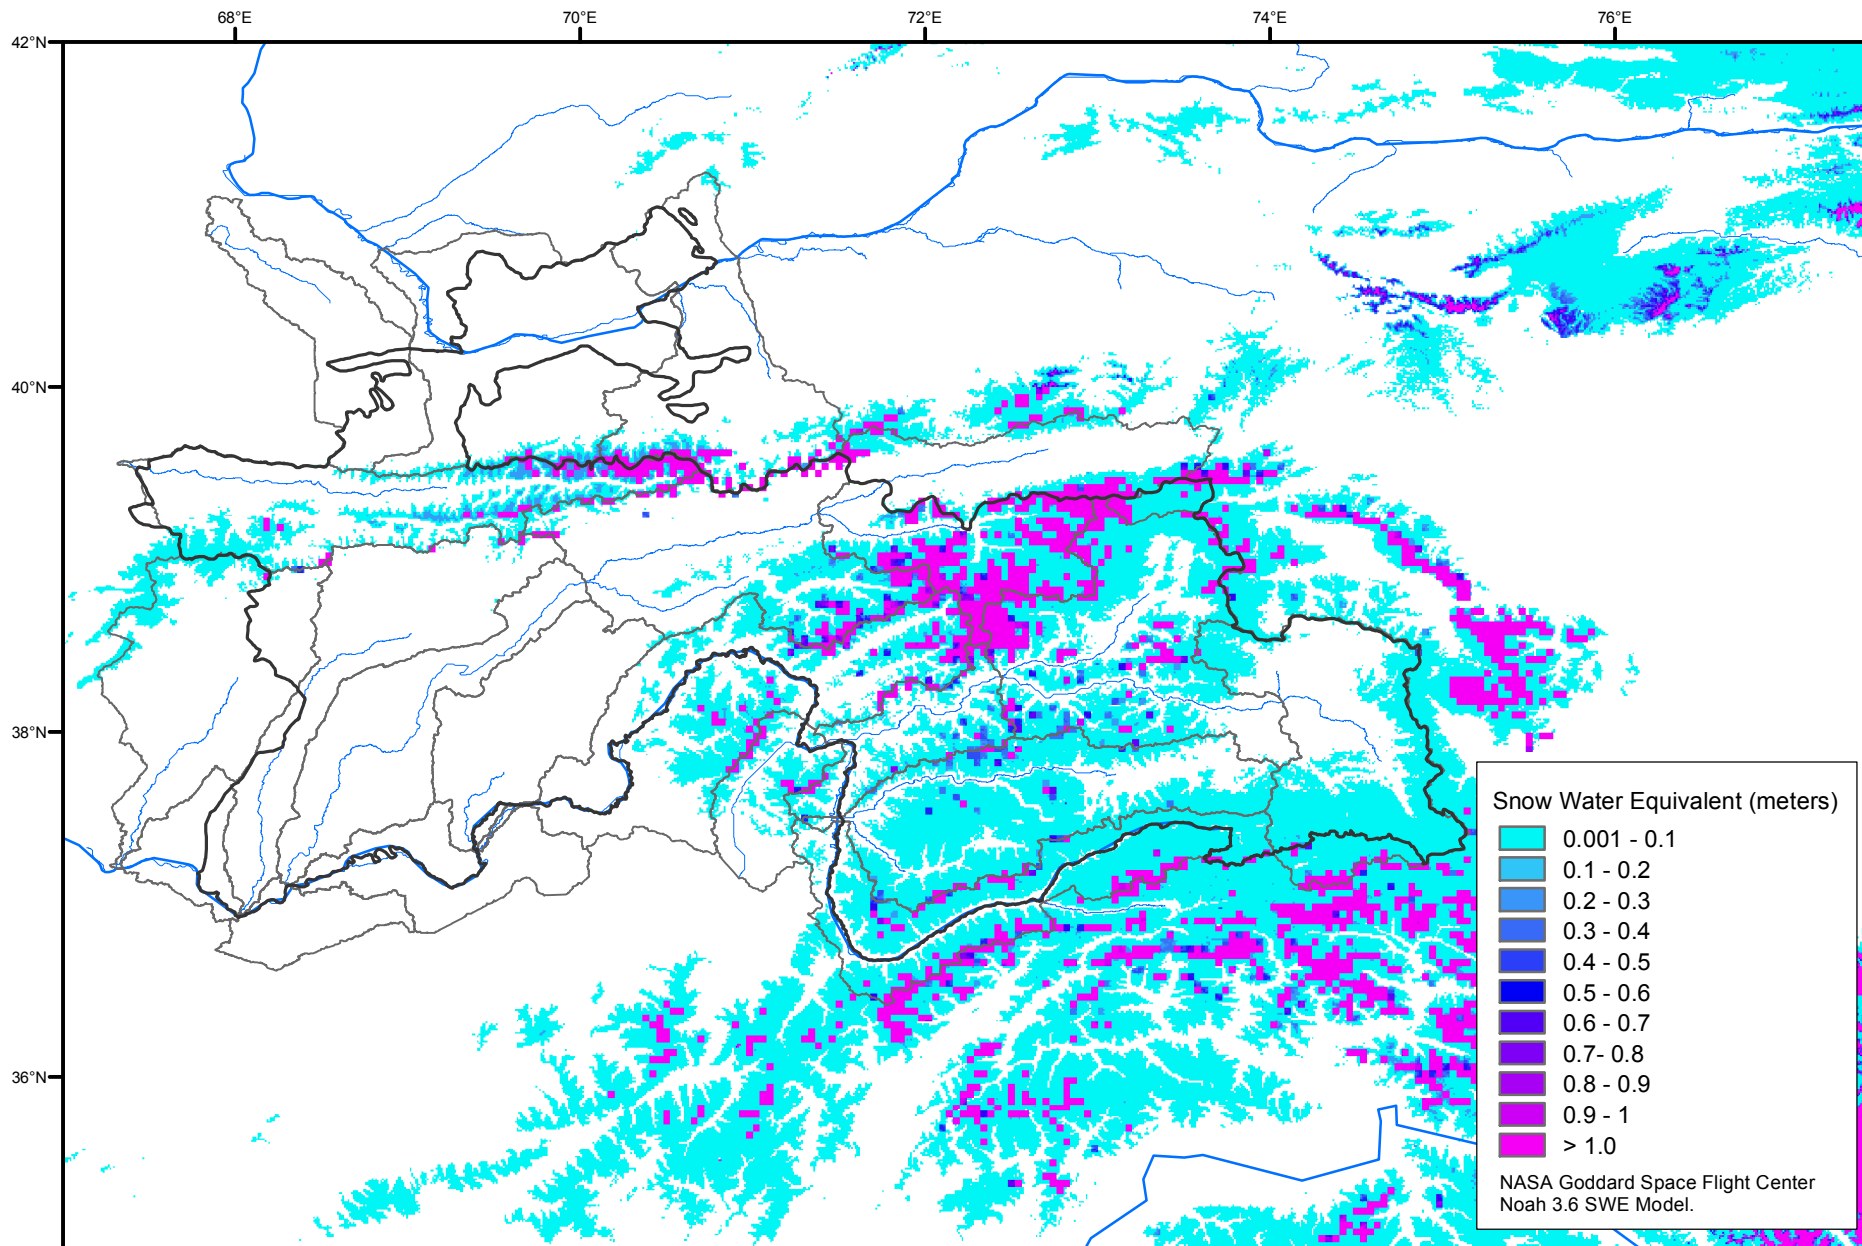 68°E 70°E 72°E 74°E 76°E
42°N
40°N
38°N
36°N
Snow Water Equivalent (meters)
0.001 - 0.1
0.1 - 0.2
0.2 - 0.3
0.3 - 0.4
0.4 - 0.5
0.5 - 0.6
0.6 - 0.7
0.7- 0.8
0.8 - 0.9
0.9 - 1
> 1.0
NASA Goddard Space Flight Center
Noah 3.6 SWE Model.